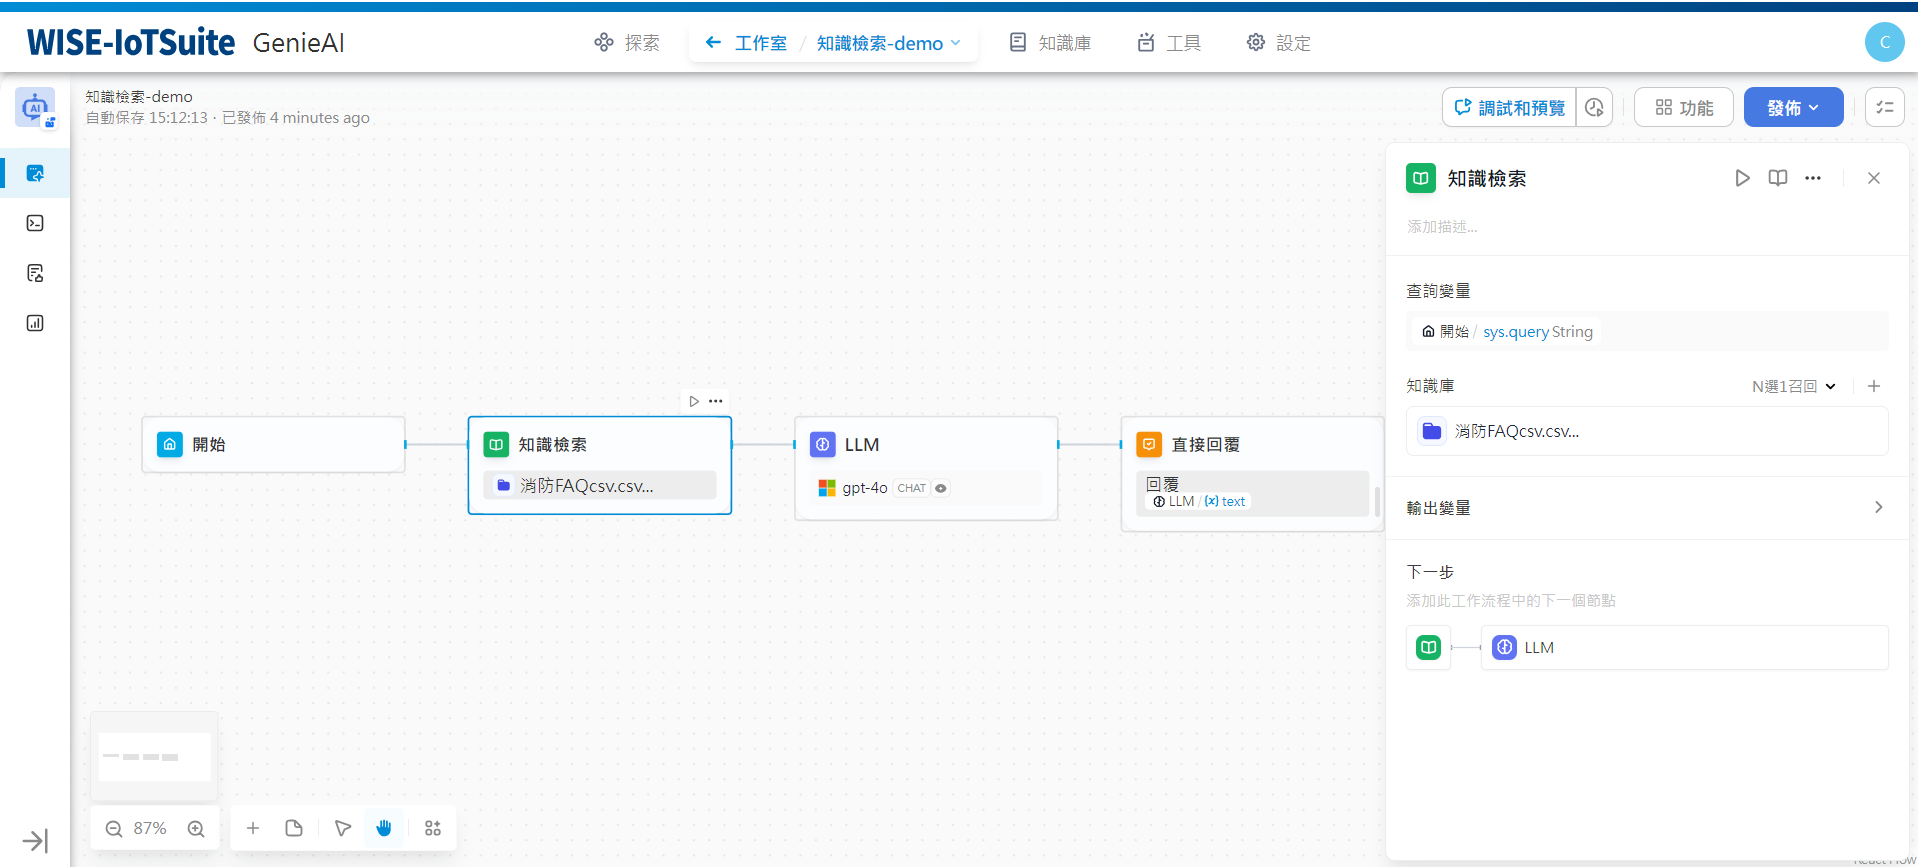 WISE-IoTSuite GenieAI
探索
工作室 / 知識檢索-demo
知識庫
工具
設定
C
知識檢索-demo
自動保存 15:12:13 · 已發佈 4 minutes ago
調試和預覽
功能
發佈
AI
開始
知識檢索
消防FAQcsv.csv...
LLM
gpt-4o CHAT
直接回覆
回覆
LLM / {x} text
87%
知識檢索
添加描述...
查詢變量
開始 / sys.query String
知識庫
N選1召回
消防FAQcsv.csv...
輸出變量
下一步
添加此工作流程中的下一個節點
LLM
React Flow